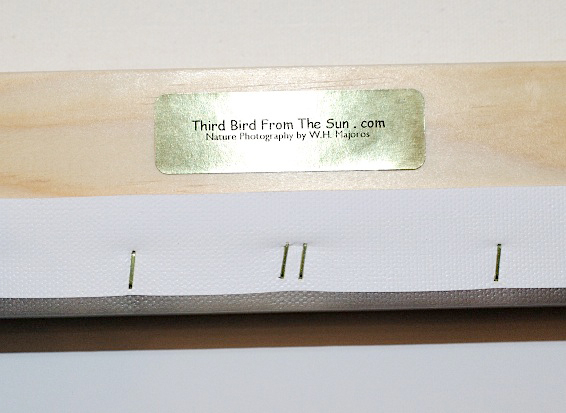 Third Bird From The Sun . com
Nature Photography by W.H. Majoros